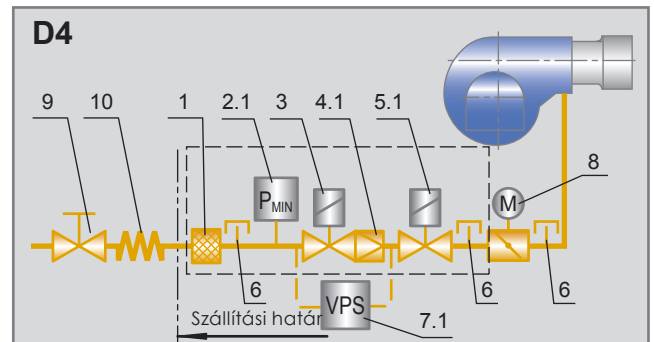 D4
9 10 1 2.1 3 4.1 5.1
8
PMIN
M
6 6 6
VPS
7.1
Szállítási határ